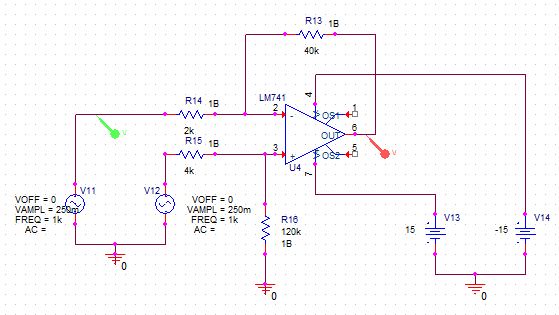 R13 1B
40k
4
R14 LM741 1
1B 2 - OS1
2k OUT 6
R15
1B 3 + OS2 5
4k U4
7
V11 V12
VOFF = 0 VOFF = 0
VAMPL = 250m VAMPL = 250m
FREQ = 1k FREQ = 1k
AC = AC =
R16
120k
1B
V13 V14
15 -15
0
0
0
V
V